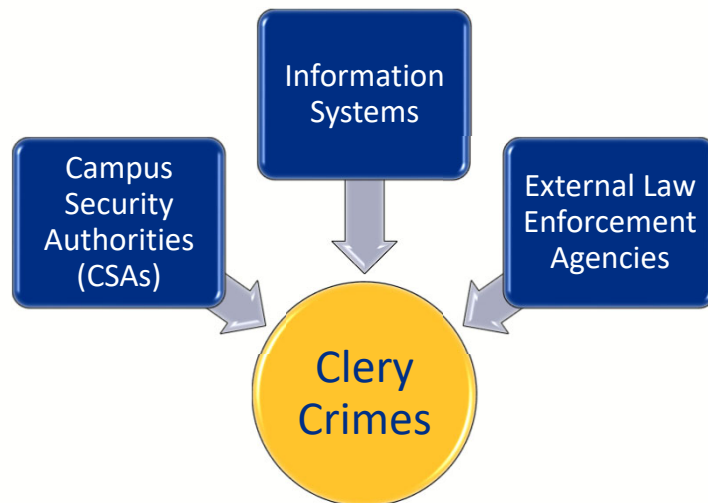 Information
Systems
Campus
Security
Authorities
(CSAs)
External Law
Enforcement
Agencies
Clery
Crimes